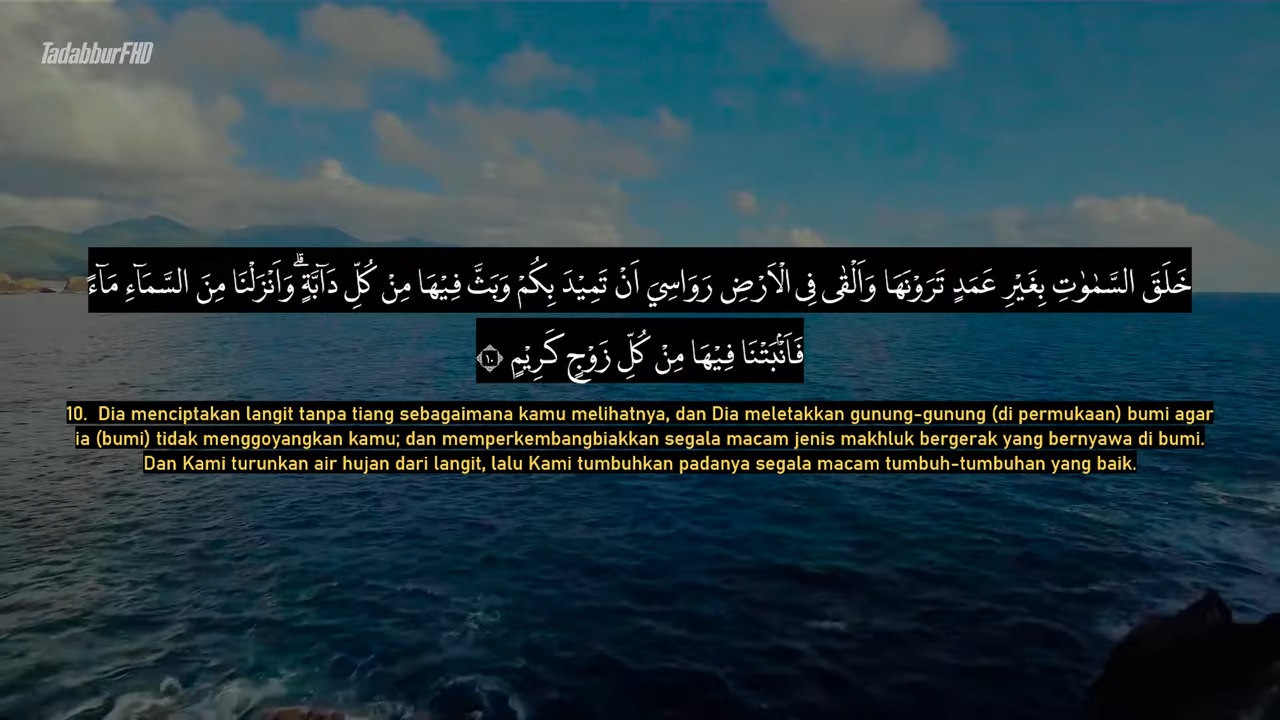 TadabburFHD
خَلَقَ السَّمٰوٰتِ بِغَيْرِ عَمَدٍ تَرَوْنَهَا وَاَلْقٰى فِى الْاَرْضِ رَوَاسِيَ اَنْ تَمِيْدَ بِكُمْ وَبَثَّ فِيْهَا مِنْ كُلِّ دَاۤبَّةٍۗ وَاَنْزَلْنَا مِنَ السَّمَاۤءِ مَاۤءً
فَاَنْۢبَتْنَا فِيْهَا مِنْ كُلِّ زَوْجٍ كَرِيْمٍ ۝١٠
10. Dia menciptakan langit tanpa tiang sebagaimana kamu melihatnya, dan Dia meletakkan gunung-gunung (di permukaan) bumi agar
ia (bumi) tidak menggoyangkan kamu; dan memperkembangbiakkan segala macam jenis makhluk bergerak yang bernyawa di bumi.
Dan Kami turunkan air hujan dari langit, lalu Kami tumbuhkan padanya segala macam tumbuh-tumbuhan yang baik.